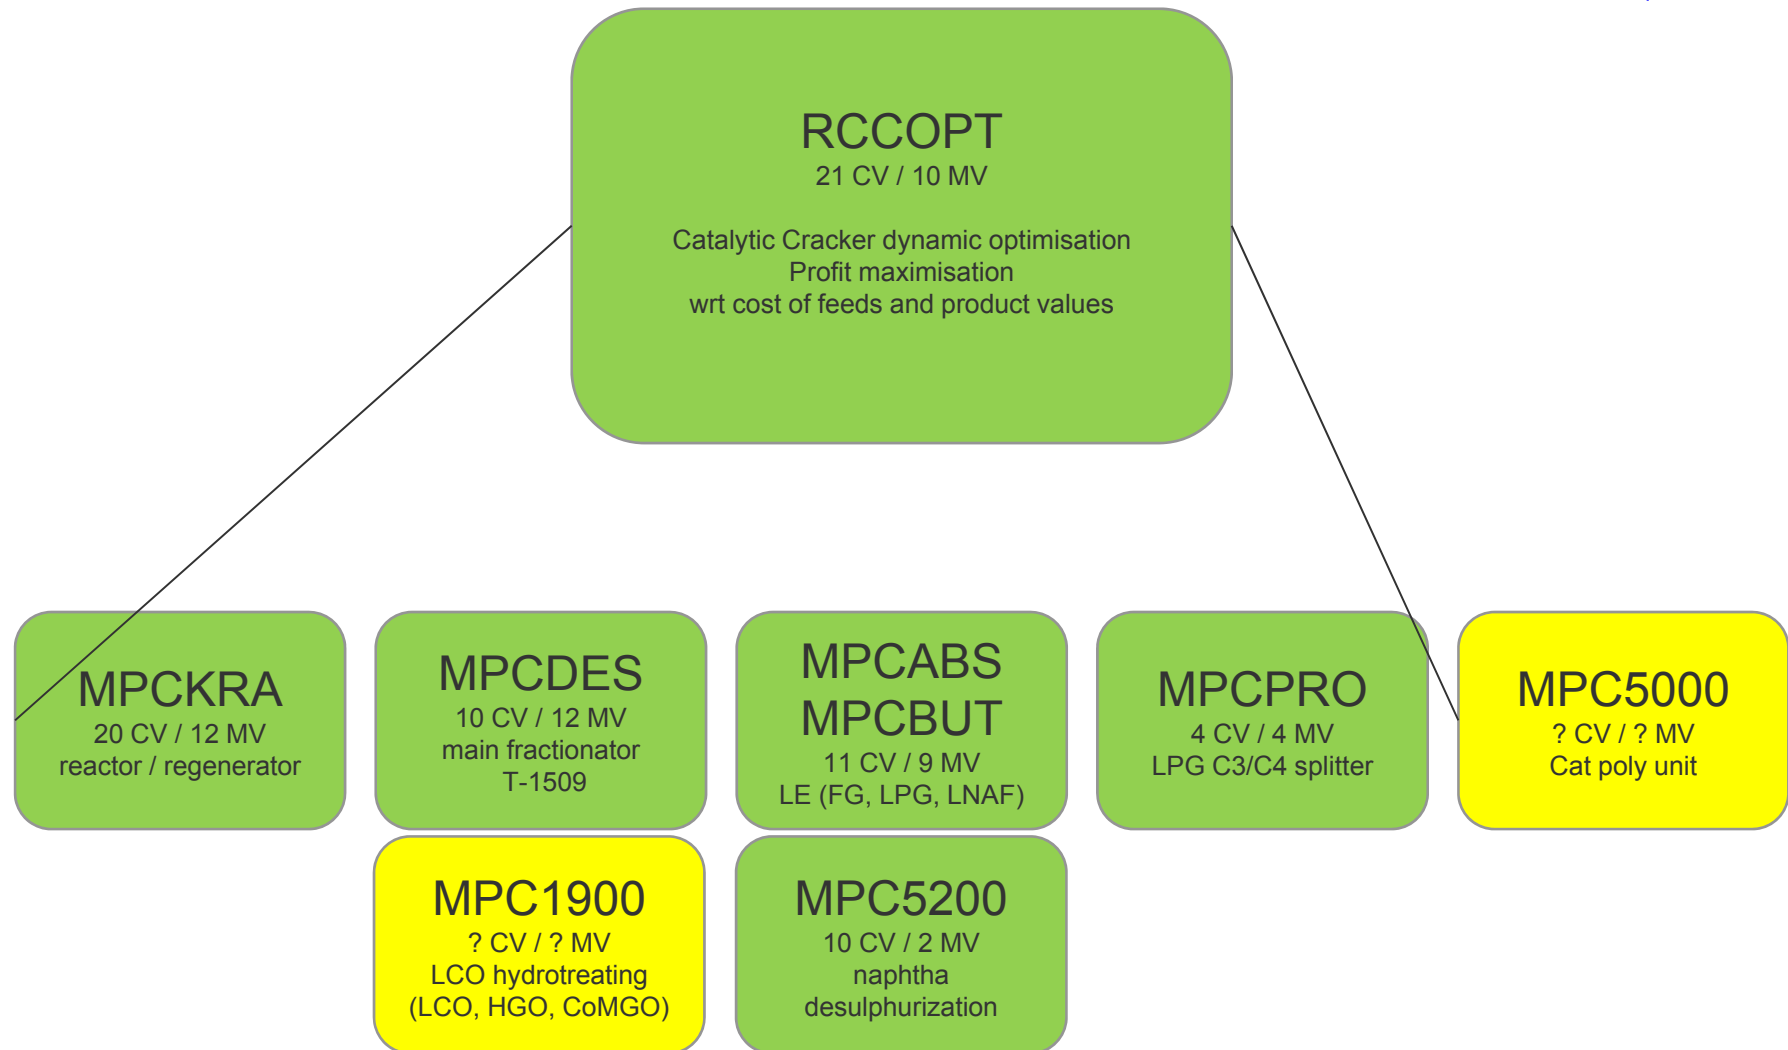 RCCOPT
21 CV / 10 MV
Catalytic Cracker dynamic optimisation
Profit maximisation
wrt cost of feeds and product values
MPCKRA
20 CV / 12 MV
reactor / regenerator
MPCDES
10 CV / 12 MV
main fractionator
T-1509
MPCABS
MPCBUT
11 CV / 9 MV
LE (FG, LPG, LNAF)
MPCPRO
4 CV / 4 MV
LPG C3/C4 splitter
MPC5000
? CV / ? MV
Cat poly unit
MPC1900
? CV / ? MV
LCO hydrotreating
(LCO, HGO, CoMGO)
MPC5200
10 CV / 2 MV
naphtha
desulphurization